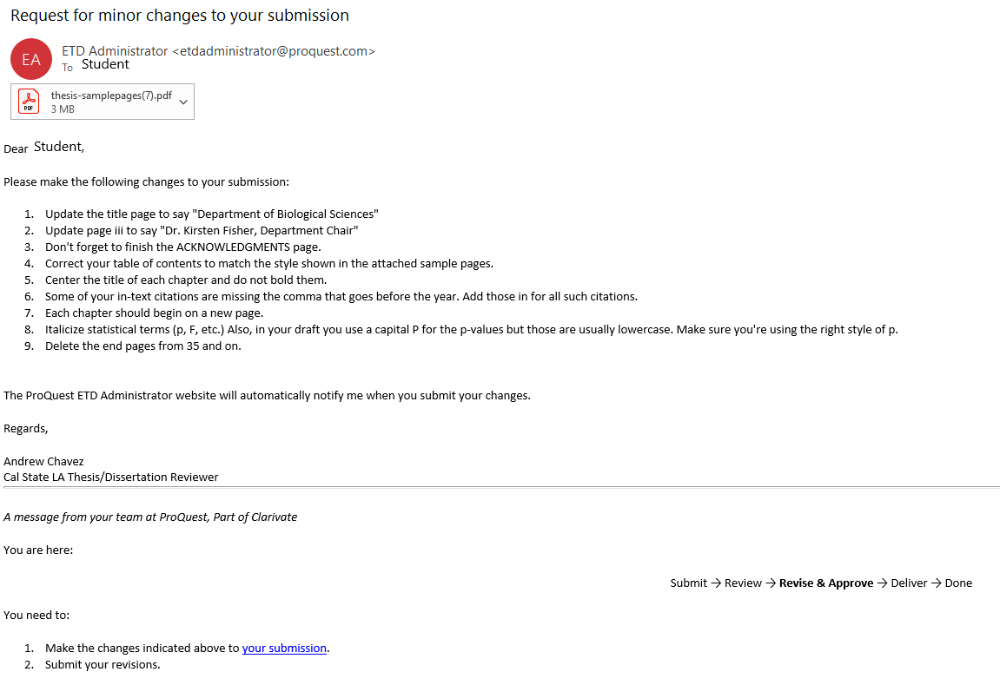 Request for minor changes to your submission
EA
ETD Administrator <etdadministrator@proquest.com>
To Student
thesis-samplepages(7).pdf
PDF
3 MB
Dear Student,
Please make the following changes to your submission:
1. Update the title page to say "Department of Biological Sciences"
2. Update page iii to say "Dr. Kirsten Fisher, Department Chair"
3. Don't forget to finish the ACKNOWLEDGMENTS page.
4. Correct your table of contents to match the style shown in the attached sample pages.
5. Center the title of each chapter and do not bold them.
6. Some of your in-text citations are missing the comma that goes before the year. Add those in for all such citations.
7. Each chapter should begin on a new page.
8. Italicize statistical terms (p, F, etc.) Also, in your draft you use a capital P for the p-values but those are usually lowercase. Make sure you're using the right style of p.
9. Delete the end pages from 35 and on.
The ProQuest ETD Administrator website will automatically notify me when you submit your changes.
Regards,
Andrew Chavez
Cal State LA Thesis/Dissertation Reviewer
A message from your team at ProQuest, Part of Clarivate
You are here:
Submit → Review → Revise & Approve → Deliver → Done
You need to:
1. Make the changes indicated above to your submission.
2. Submit your revisions.